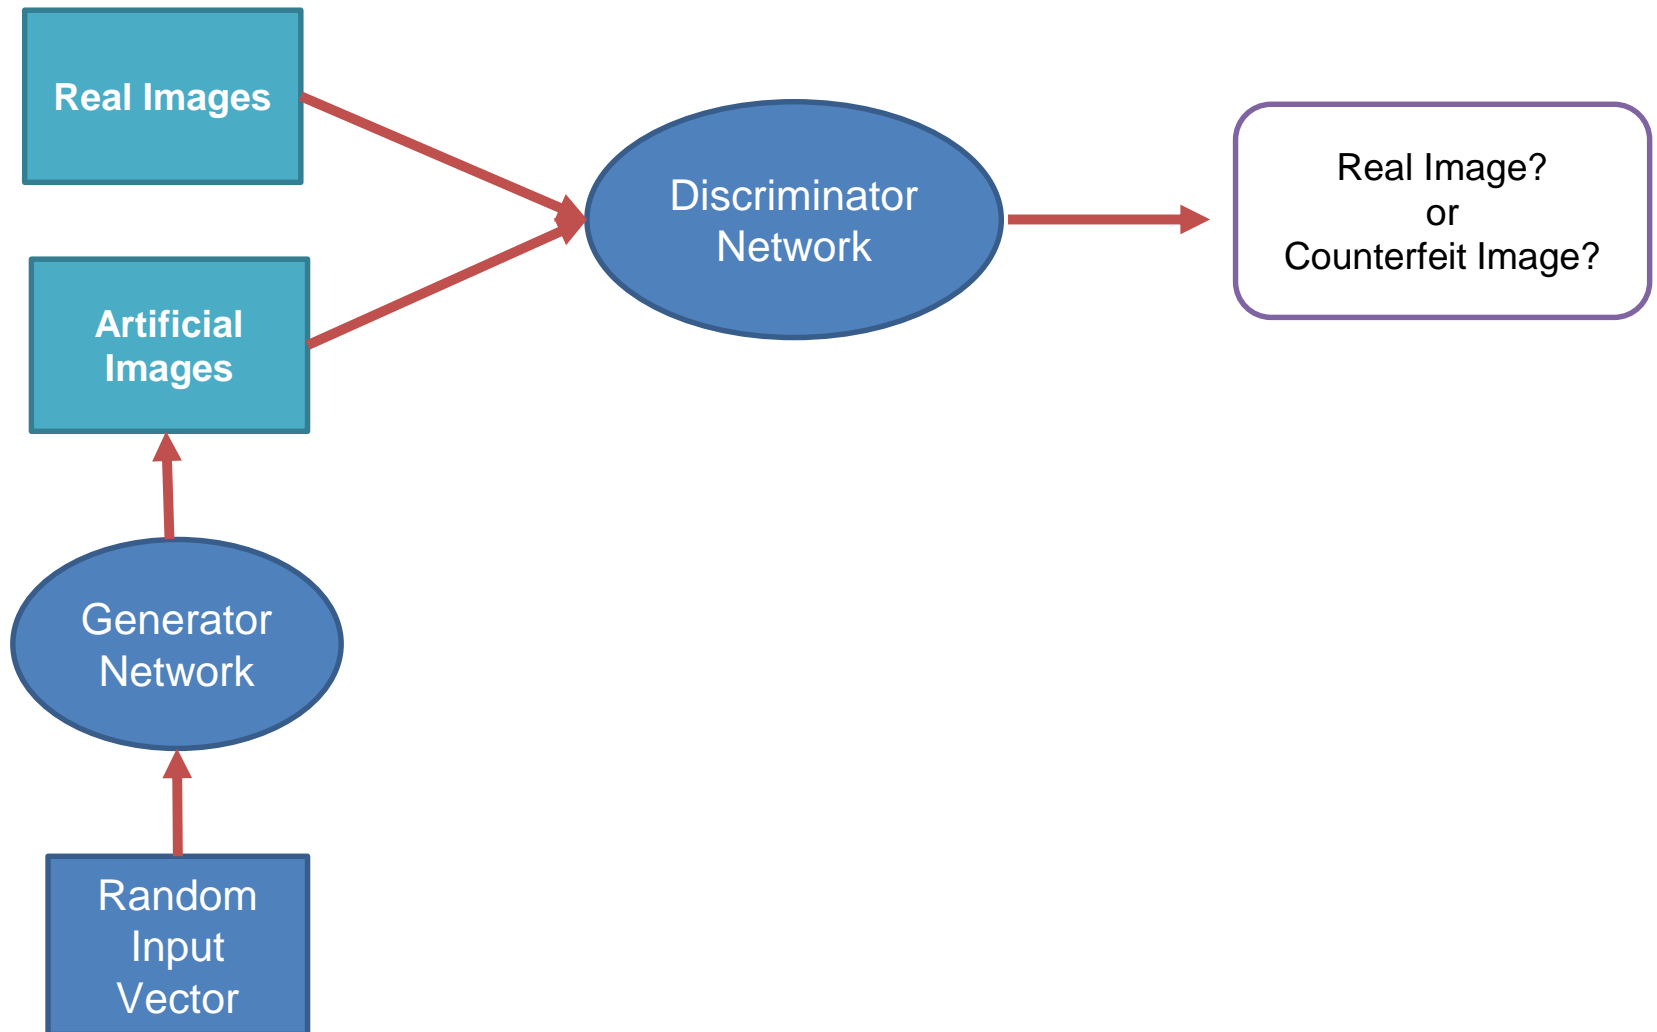 Real Images
Discriminator
Network
Real Image?
or
Counterfeit Image?
Artificial
Images
Generator
Network
Random
Input
Vector